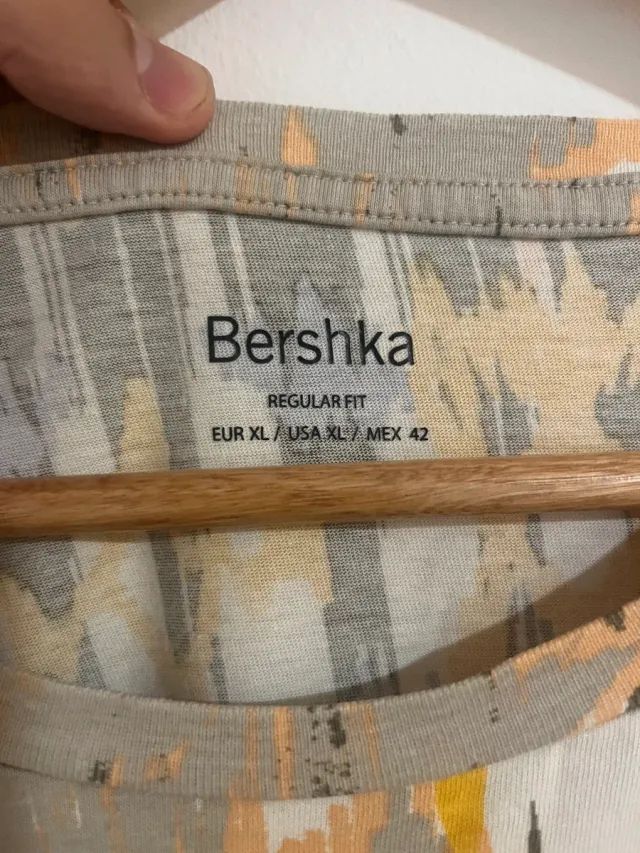 Bershka
REGULAR FIT
EUR XL / USA XL / MEX 42